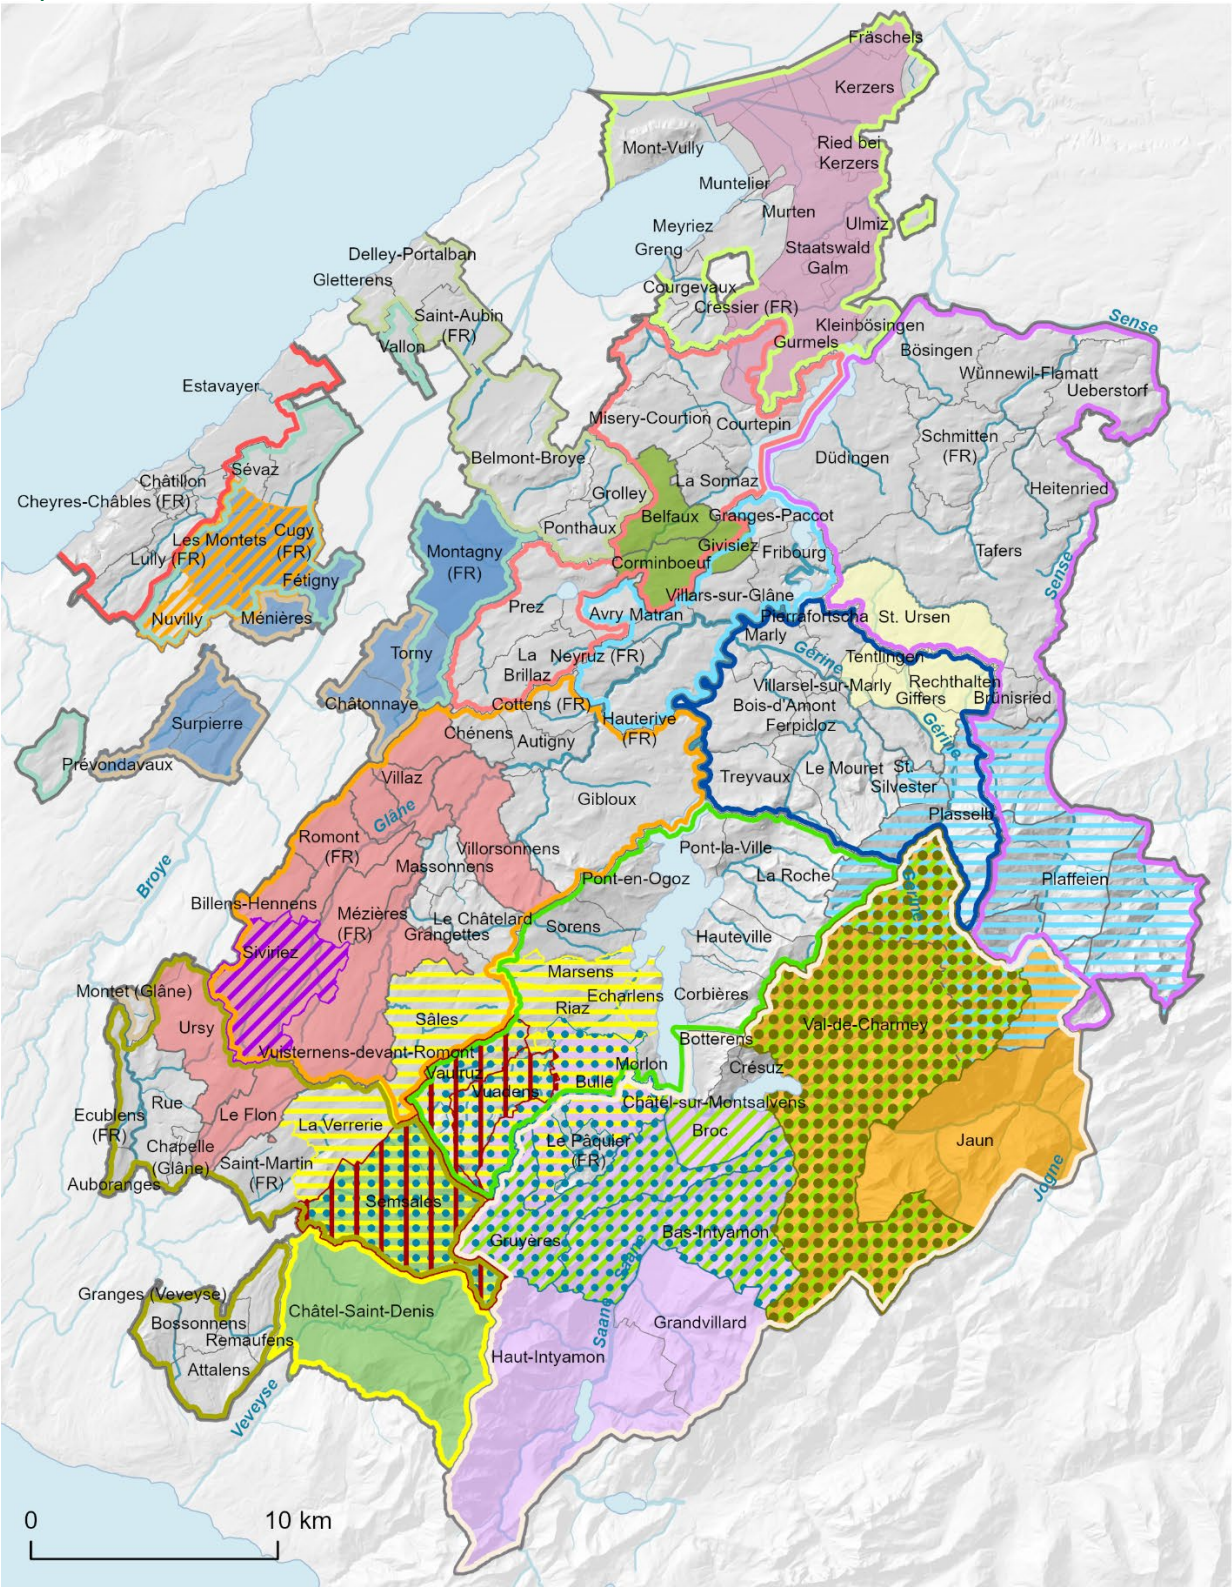 Fräschels
Kerzers
Mont-Vully
Ried bei
Kerzers
Muntelier
Murten
Ulmiz
Meyriez
Greng
Staatswald
Galm
Delley-Portalban
Gletterens
Courgevaux
Cressier (FR)
Saint-Aubin
(FR)
Vallon
Kleinbösingen
Gurmels
Sense
Bösingen
Wünnewil-Flamatt
Ueberstorf
Estavayer
Misery-Courtion
Courtepin
Schmitten
(FR)
Düdingen
Belmont-Broye
Sévaz
Châtillon
(FR)
Cheyres-Châbles
La Sonnaz
Grolley
Heitenried
Belfaux
Granges-Paccot
Ponthaux
Les Montets
Cugy
(FR)
Lully (FR)
Montagny
(FR)
Givisiez
Fribourg
Tafers
Corminboeuf
Fétigny
Sense
Villars-sur-Glâne
Nuvilly
Ménières
Prez
Avry
Matran
Pierrafortscha
St. Ursen
Marly
Gérine
Torny
La
Brillaz
Neyruz (FR)
Tentlingen
Villarsel-sur-Marly
Rechthalten
Giffers
Brünisried
Châtonnaye
Cottens (FR)
Bois-d'Amont
Ferpicloz
Surpierre
Hauterive
(FR)
Gérine
Chénens
Autigny
Prévondavaux
Villaz
Treyvaux
Le Mouret
St.
Silvester
Gibloux
Glâne
Plasselb
Romont
(FR)
Massonnens
Villorsonnens
Pont-la-Ville
La Roche
Pont-en-Ogoz
Plaffeien
Broye
Gérine
Billens-Hennens
Mézières
(FR)
Le Châtelard
Grangettes
Sorens
Hauteville
Siviriez
Marsens
Echarlens
Riaz
Corbières
Montet (Glâne)
Ursy
Sâles
Val-de-Charmey
Botterens
Vuisternens-devant-Romont
Vaulruz
Vuadens
Morlon
Bulle
Crésuz
Châtel-sur-Montsalvens
Rue
Ecublens
(FR)
Le Flon
La Verrerie
Broc
Le Pâquier
(FR)
Jaun
Chapelle
(Glâne)
Saint-Martin
(FR)
Auboranges
Jogne
Semsales
Gruyères
Bas-Intyamon
Saane
Granges (Veveyse)
Châtel-Saint-Denis
Bossonnens
Remaufens
Attalens
Saane
Grandvillard
Haut-Intyamon
Veveyse
0 10 km